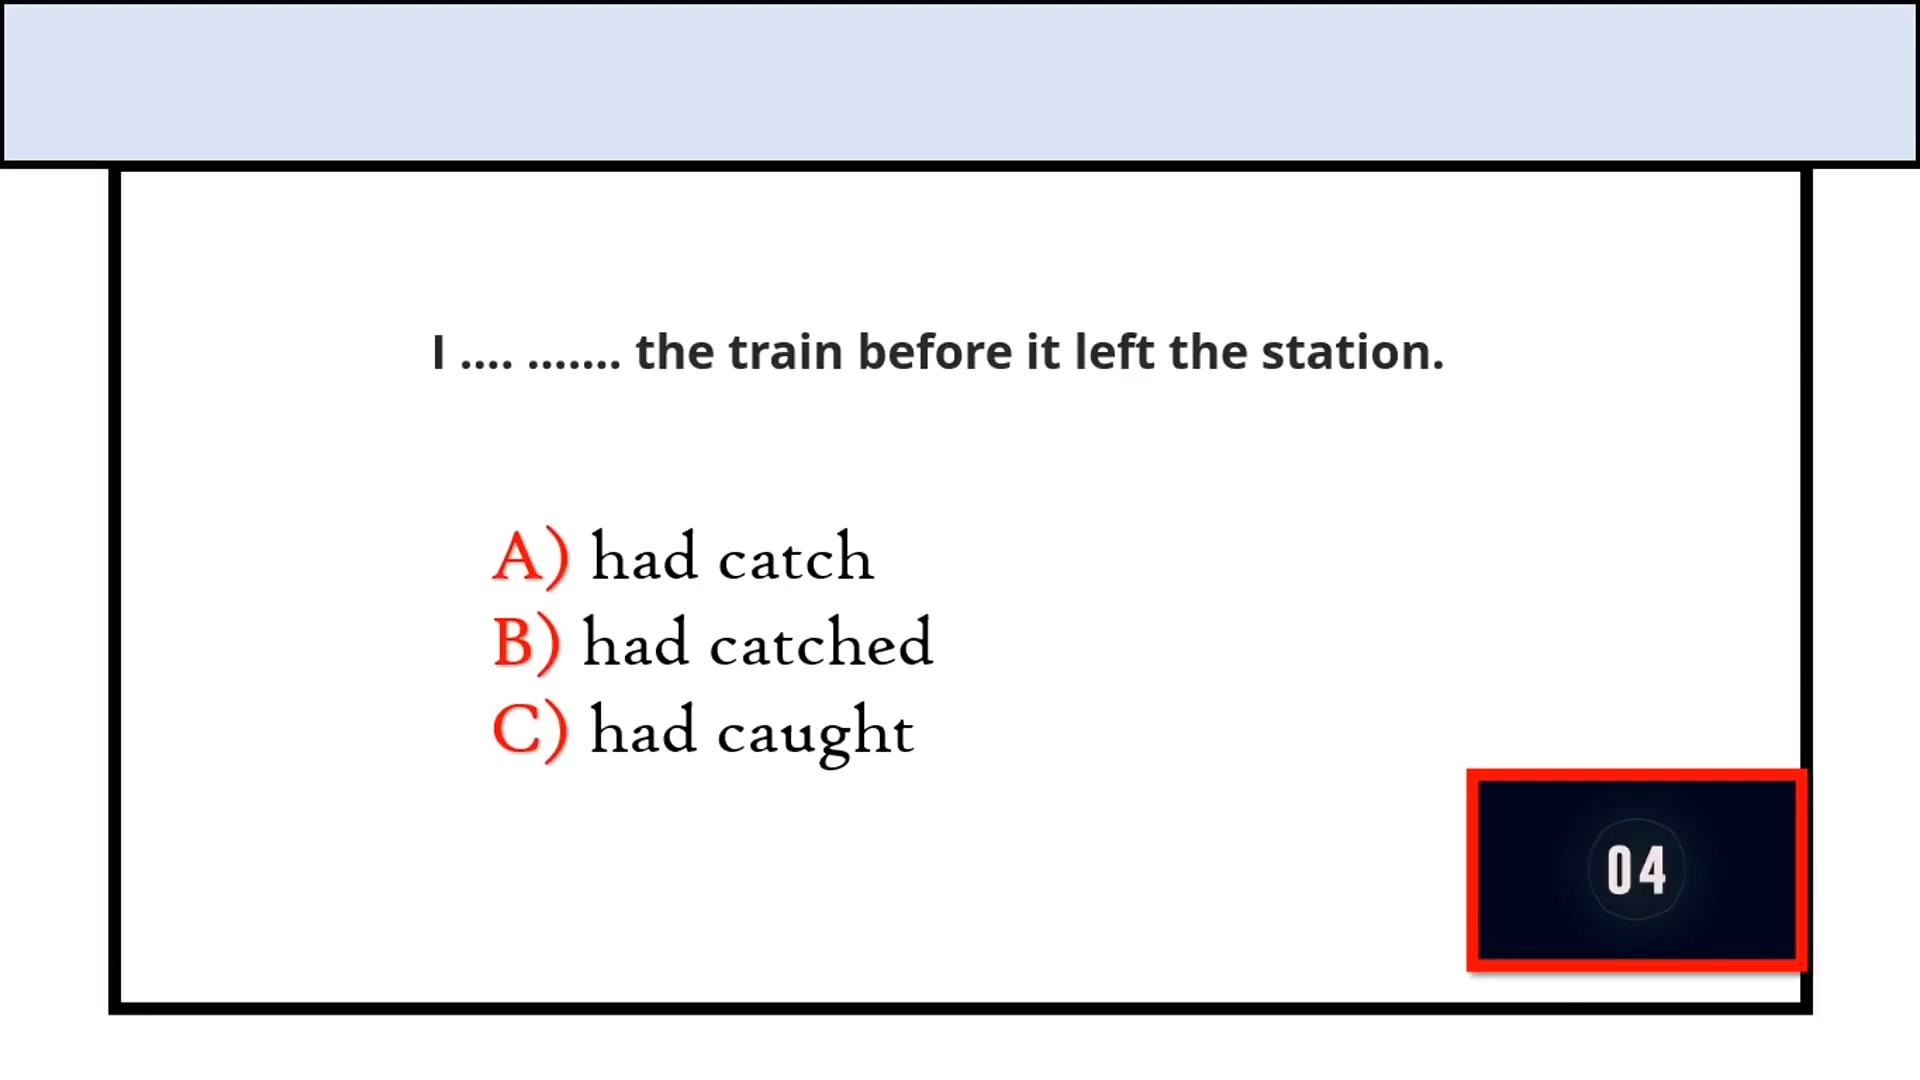 I .... ....... the train before it left the station.
A) had catch
B) had catched
C) had caught
04